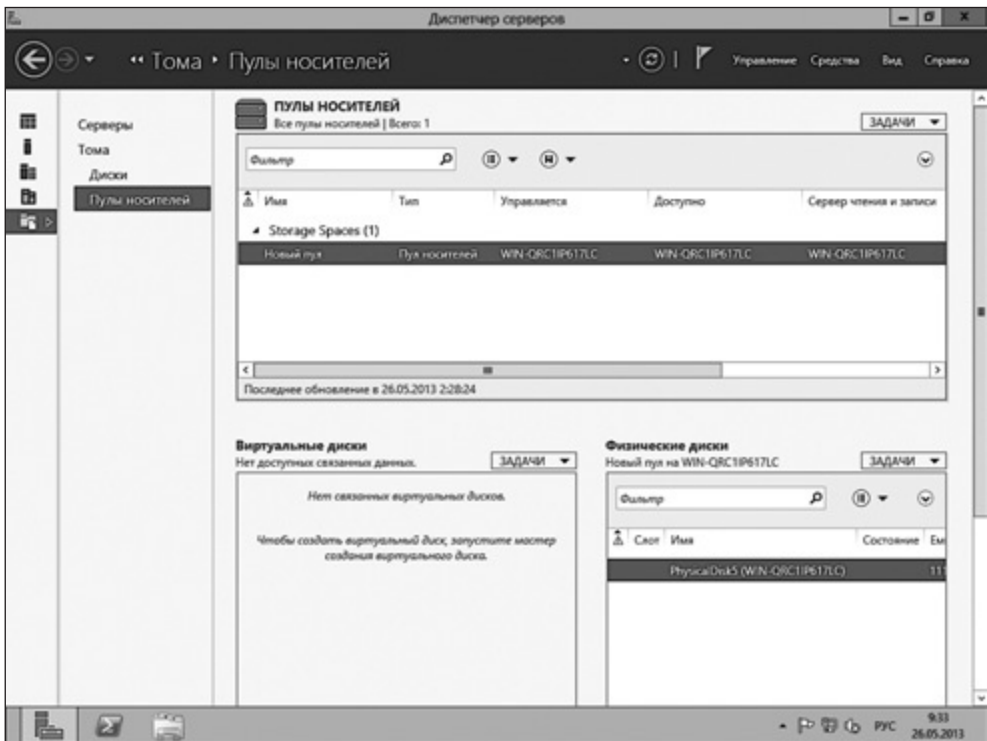 Диспетчер серверов
Тома
Пулы носителей
Управление Средства Вид Справка
Серверы
Тома
Диски
Пулы носителей
ПУЛЫ НОСИТЕЛЕЙ
Все пулы носителей | Всего: 1
ЗАДАЧИ
Фильтр
Имя Тип Управляется Доступно Сервер чтения и записи
Storage Spaces (1)
Новый пул Пул носителей WIN-QRC1IP617LC WIN-QRC1IP617LC WIN-QRC1IP617LC
Последнее обновление в 26.05.2013 2:28:24
Виртуальные диски
Нет доступных связанных данных.
ЗАДАЧИ
Нет связанных виртуальных дисков.
Чтобы создать виртуальный диск, запустите мастер
создания виртуального диска.
Физические диски
Новый пул на WIN-QRC1IP617LC
ЗАДАЧИ
Фильтр
Слот Имя Состояние Ем
PhysicalDisk5 (WIN-QRC1IP617LC) 111
РУС
9:33
26.05.2013